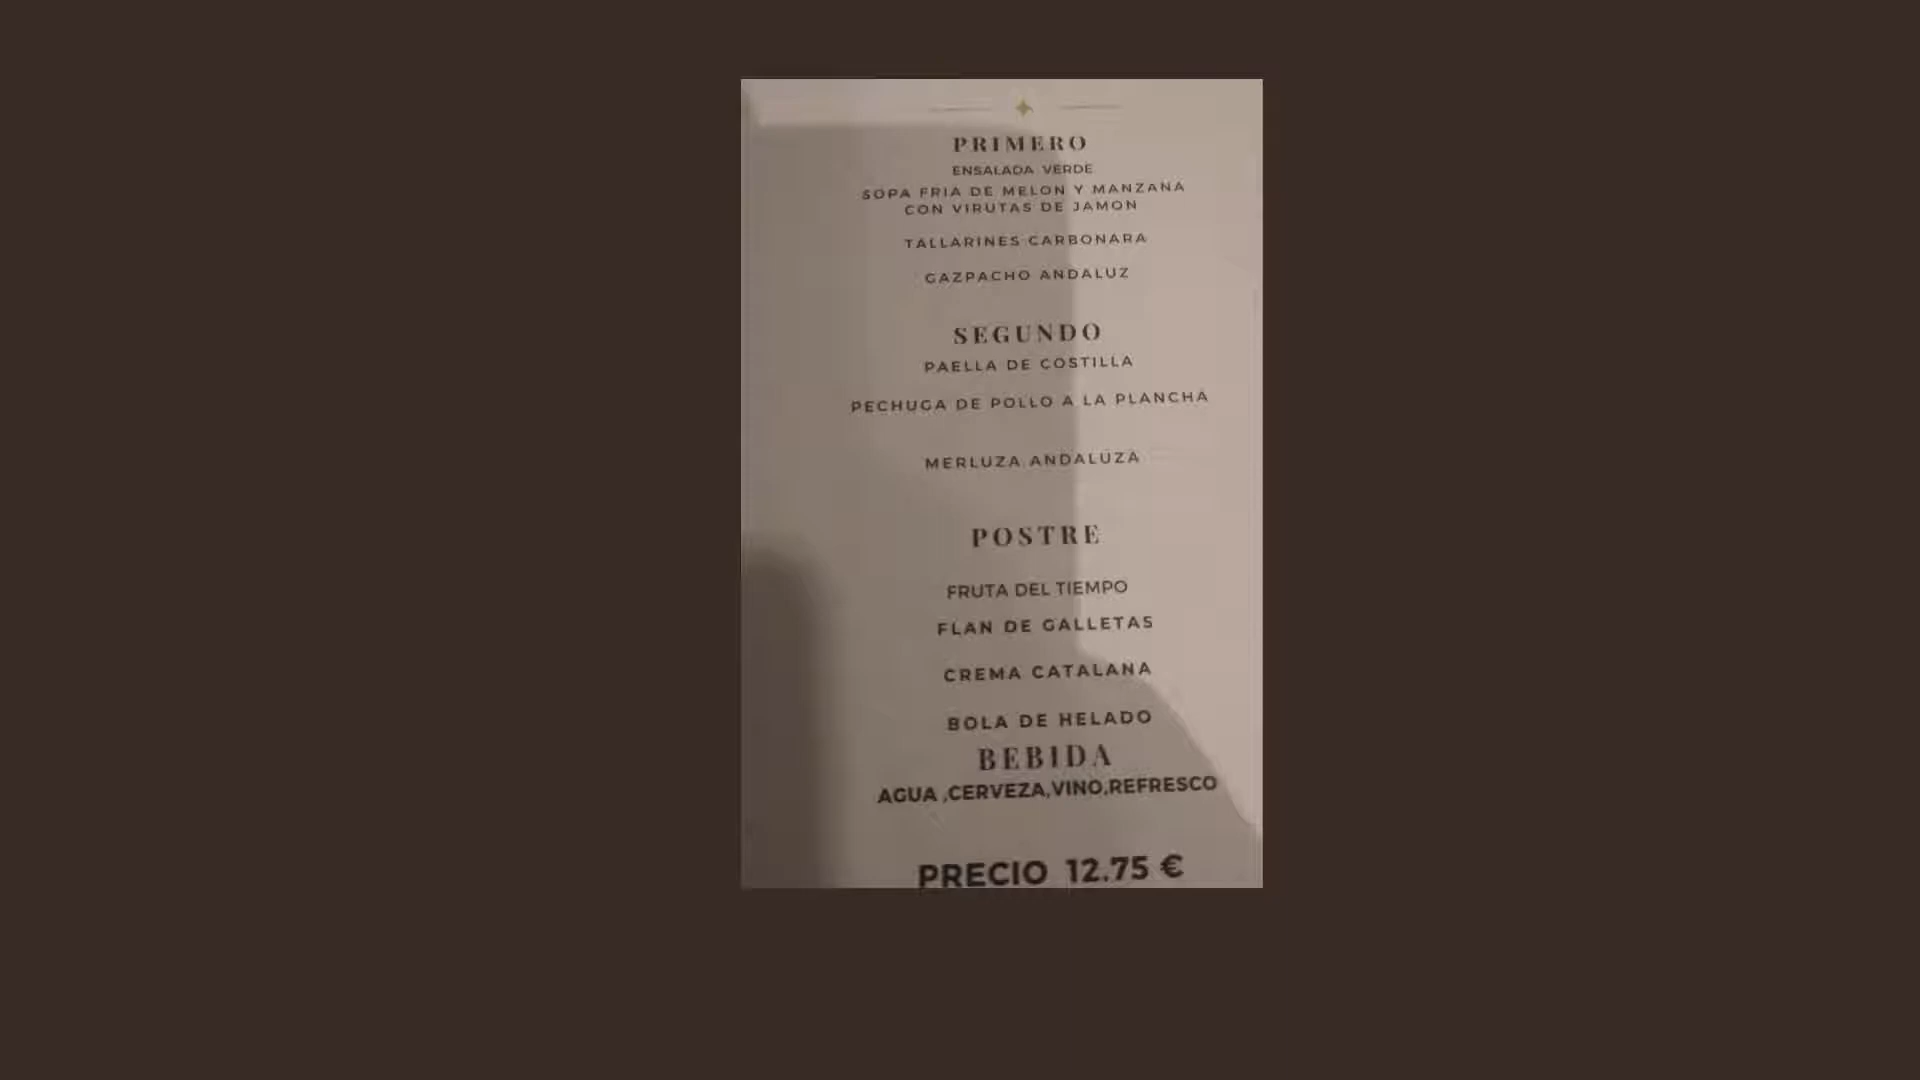 PRIMERO
ENSALADA VERDE
SOPA FRIA DE MELON Y MANZANA
CON VIRUTAS DE JAMON
TALLARINES CARBONARA
GAZPACHO ANDALUZ
SEGUNDO
PAELLA DE COSTILLA
PECHUGA DE POLLO A LA PLANCHA
MERLUZA ANDALUZA
POSTRE
FRUTA DEL TIEMPO
FLAN DE GALLETAS
CREMA CATALANA
BOLA DE HELADO
BEBIDA
AGUA ,CERVEZA,VINO,REFRESCO
PRECIO 12.75 €